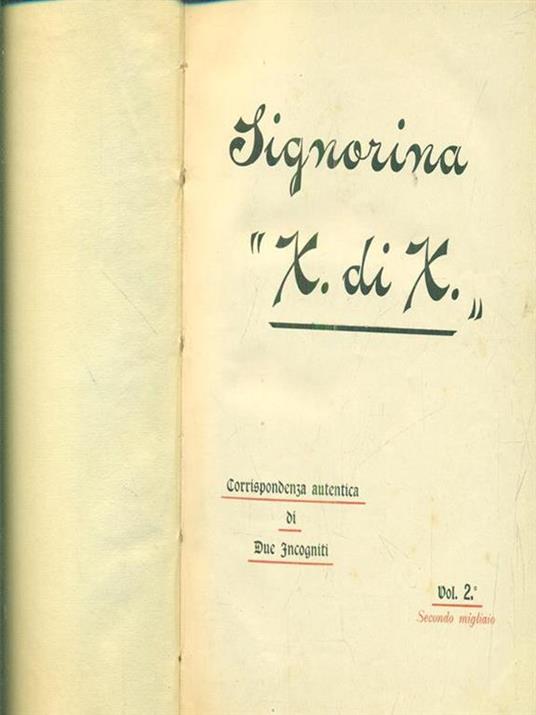 Signorina
" X. di X. „
Corrispondenza autentica
di
Due Incogniti
Vol. 2.°
Secondo migliaio